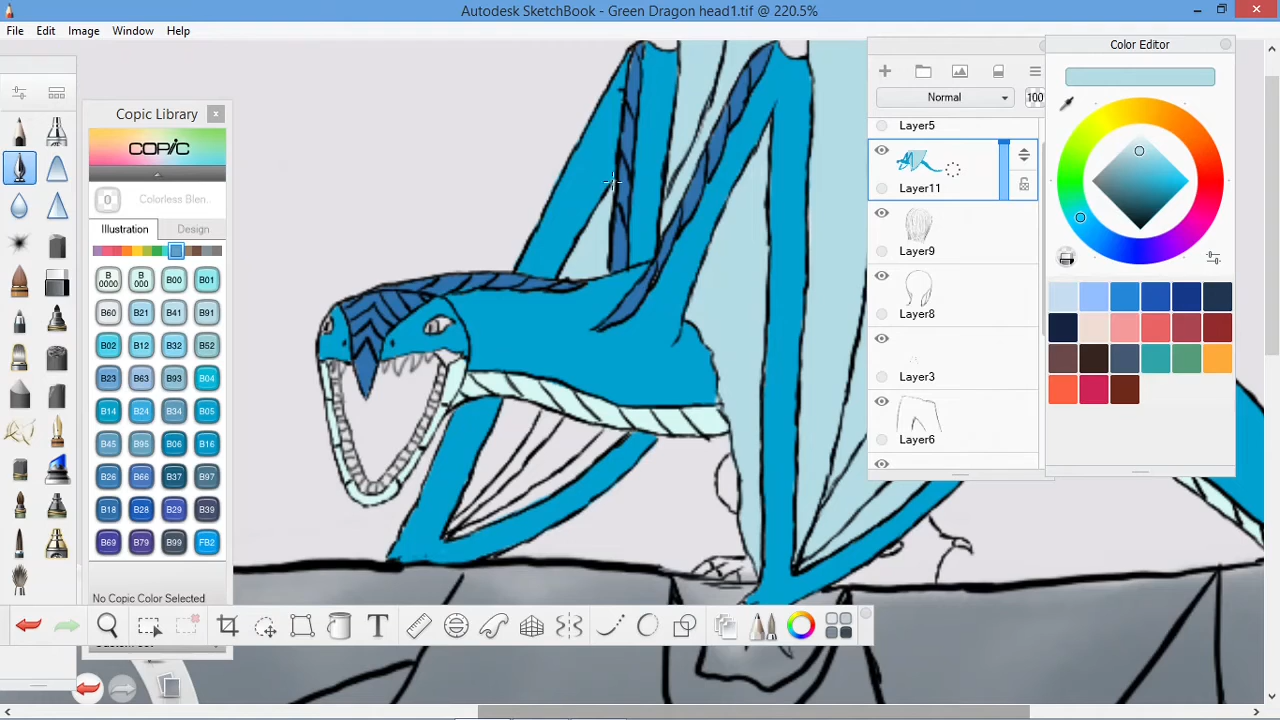 Autodesk SketchBook - Green Dragon head1.tif @ 220.5%
File Edit Image Window Help
Copic Library x
COPIC
0 Colorless Blen..
Illustration Design
B0000 B000 B00 B01
B60 B21 B41 B91
B02 B12 B32 B52
B23 B63 B93 B04
B14 B24 B34 B05
B45 B95 B06 B16
B26 B66 B37 B97
B18 B28 B29 B39
B69 B79 B99 FB2
No Copic Color Selected
Normal 100
Layer5
Layer11
Layer9
Layer8
Layer3
Layer6
Color Editor
T